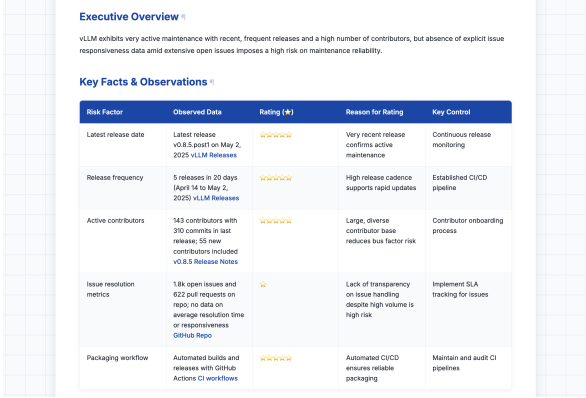 Executive Overview ¶
vLLM exhibits very active maintenance with recent, frequent releases and a high number of contributors, but absence of explicit issue
responsiveness data amid extensive open issues imposes a high risk on maintenance reliability.
Key Facts & Observations ¶
Risk Factor Observed Data Rating (★) Reason for Rating Key Control
Latest release date Latest release Very recent release Continuous release
v0.8.5.post1 on May 2, confirms active monitoring
2025 vLLM Releases maintenance
Release frequency 5 releases in 20 days High release cadence Established CI/CD
(April 14 to May 2, supports rapid updates pipeline
2025) vLLM Releases
Active contributors 143 contributors with Large, diverse Contributor onboarding
310 commits in last contributor base process
release; 55 new reduces bus factor risk
contributors included
v0.8.5 Release Notes
Issue resolution 1.8k open issues and Lack of transparency Implement SLA
metrics 622 pull requests on on issue handling tracking for issues
repo; no data on despite high volume is
average resolution time high risk
or responsiveness
GitHub Repo
Packaging workflow Automated builds and Automated CI/CD Maintain and audit CI
releases with GitHub ensures reliable pipelines
Actions CI workflows packaging